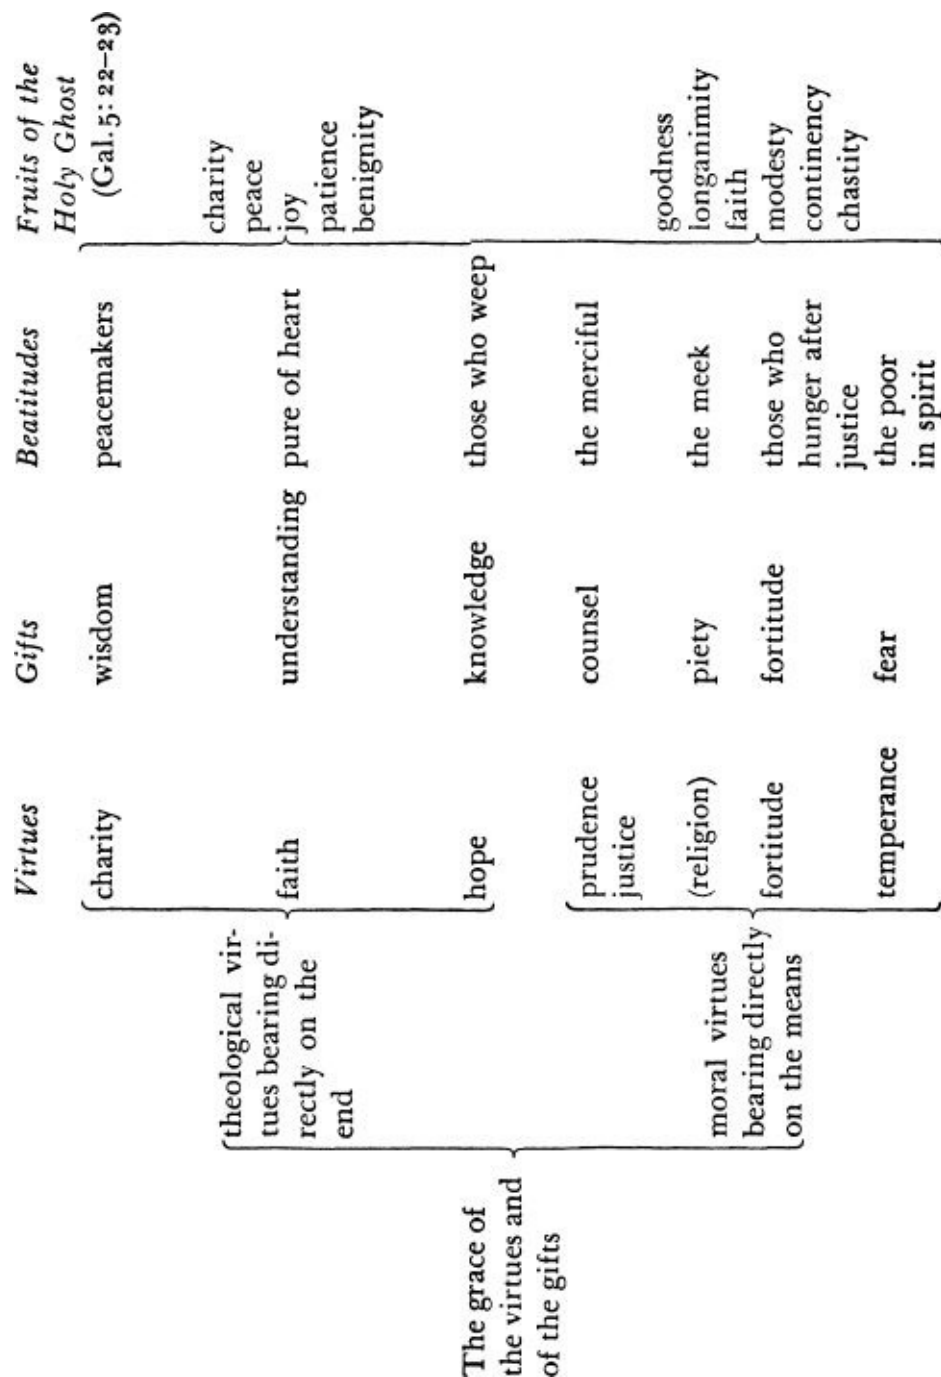 The grace of
the virtues and
of the gifts
theological vir-
tues bearing di-
rectly on the
end
moral virtues
bearing directly
on the means
Virtues
charity
faith
hope
prudence
justice
(religion)
fortitude
temperance
Gifts
wisdom
understanding
knowledge
counsel
piety
fortitude
fear
Beatitudes
peacemakers
pure of heart
those who weep
the merciful
the meek
those who
hunger after
justice
the poor
in spirit
Fruits of the
Holy Ghost
(Gal. 5: 22–23)
charity
peace
joy
patience
benignity
goodness
ionganimity
faith
modesty
continency
chastity